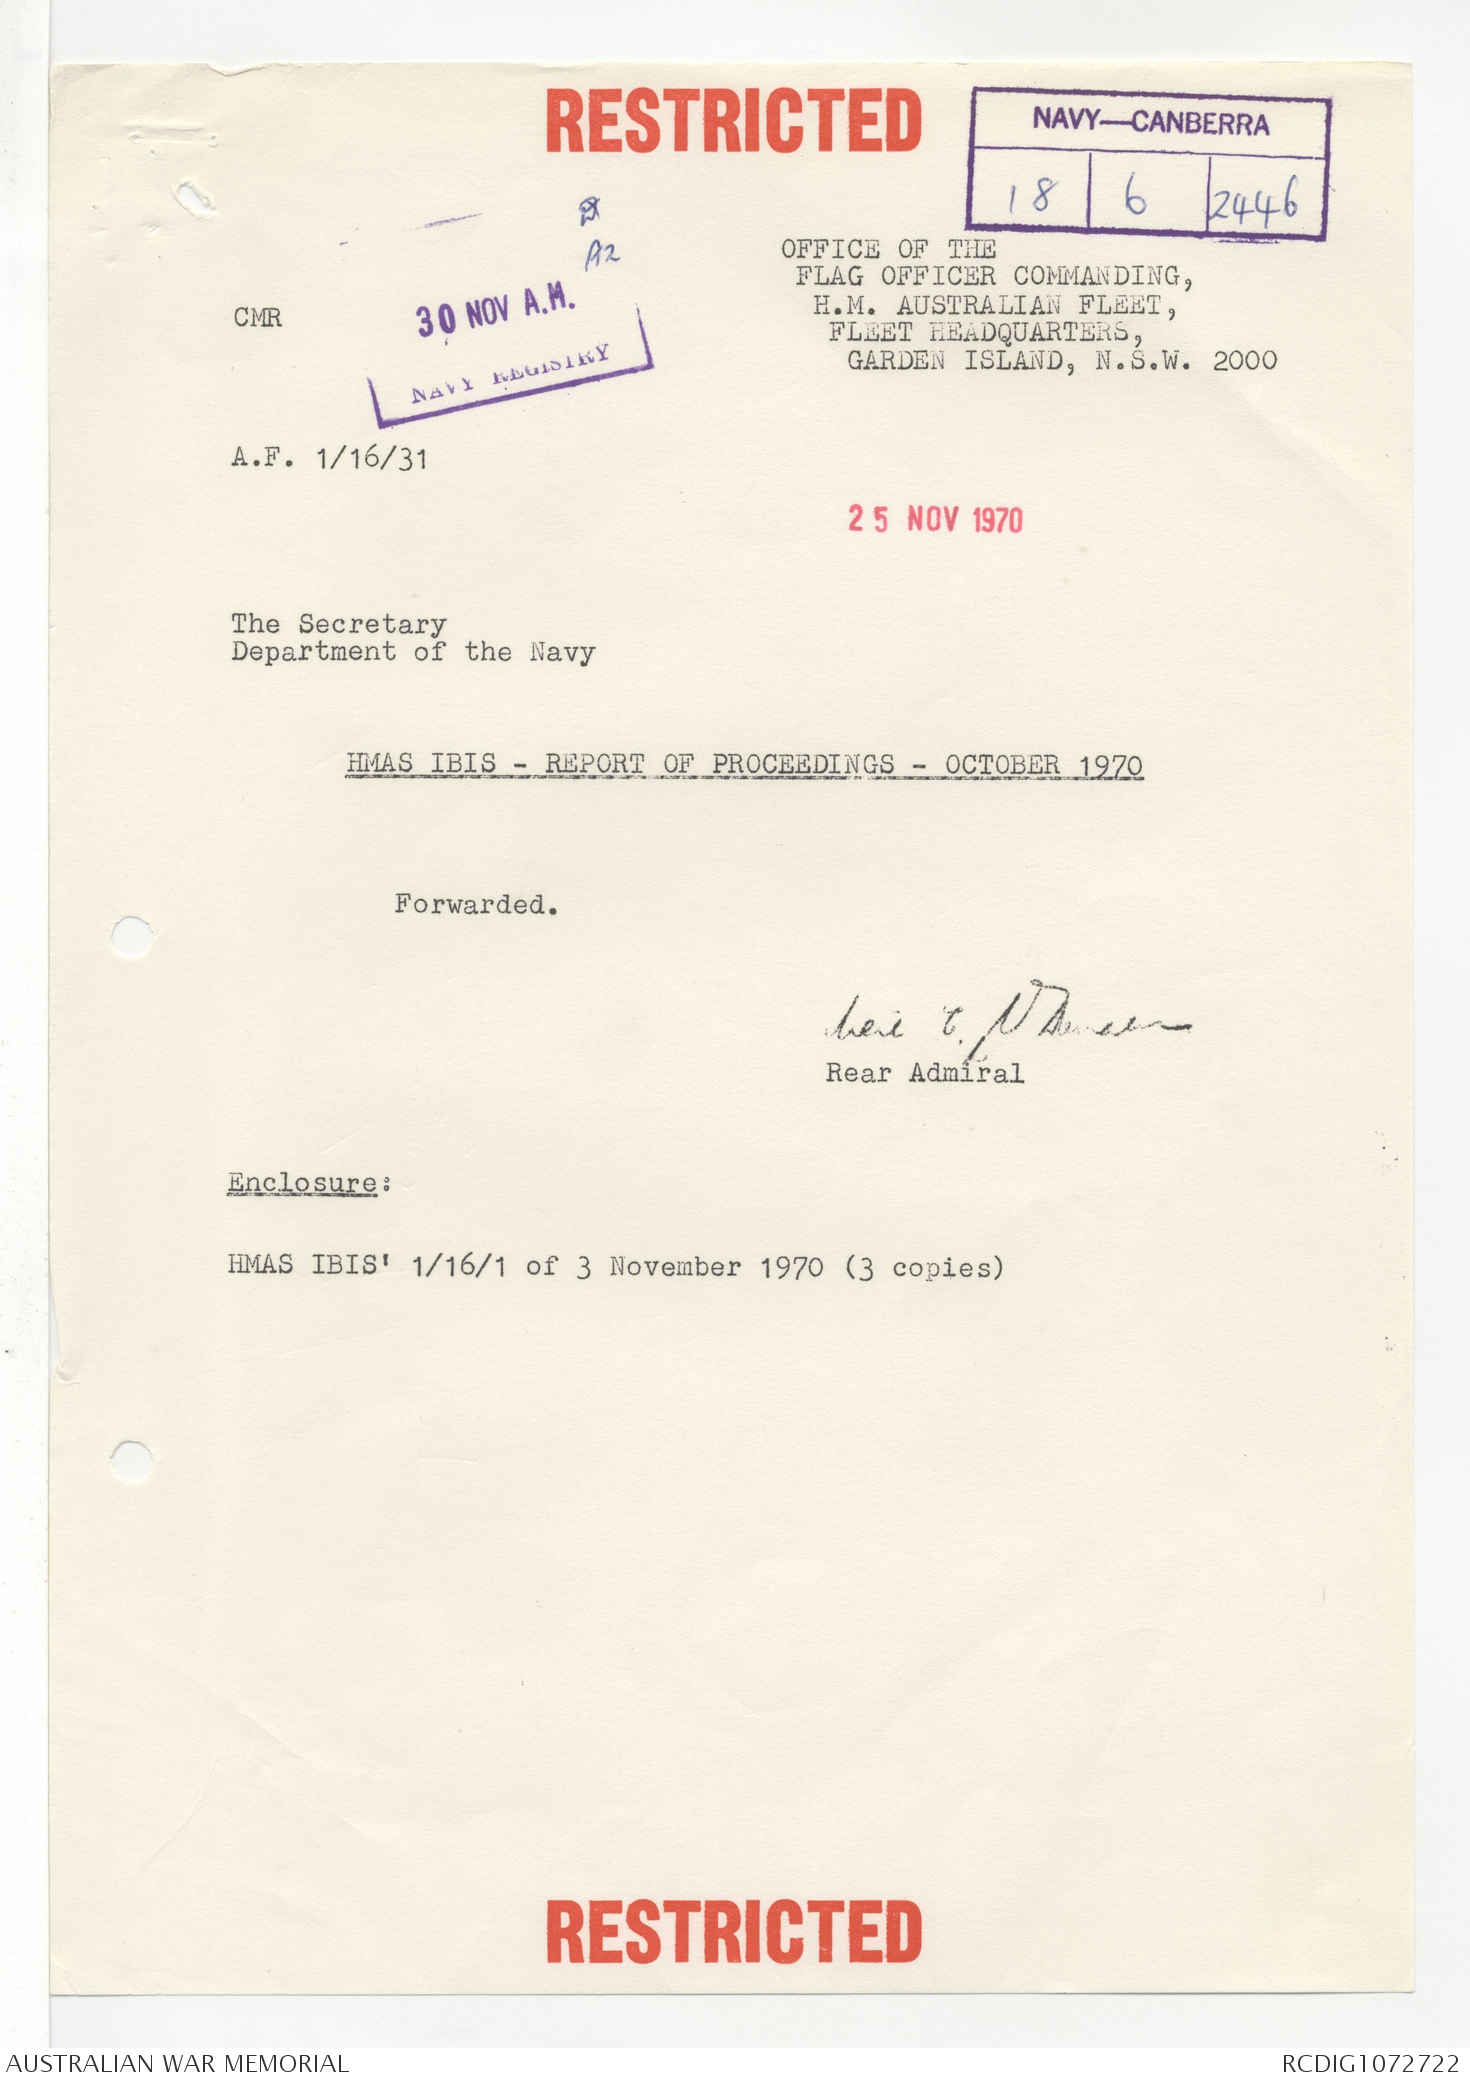 RESTRICTED
NAVY—CANBERRA
18 6 2446
A2
OFFICE OF THE
FLAG OFFICER COMMANDING,
H.M. AUSTRALIAN FLEET,
FLEET HEADQUARTERS,
GARDEN ISLAND, N.S.W. 2000
CMR
30 NOV A.M.
NAVY REGISTRY
A.F. 1/16/31
25 NOV 1970
The Secretary
Department of the Navy
HMAS IBIS - REPORT OF PROCEEDINGS - OCTOBER 1970
Forwarded.
Rear Admiral
Enclosure:
HMAS IBIS' 1/16/1 of 3 November 1970 (3 copies)
RESTRICTED
AUSTRALIAN WAR MEMORIAL
RCDIG1072722